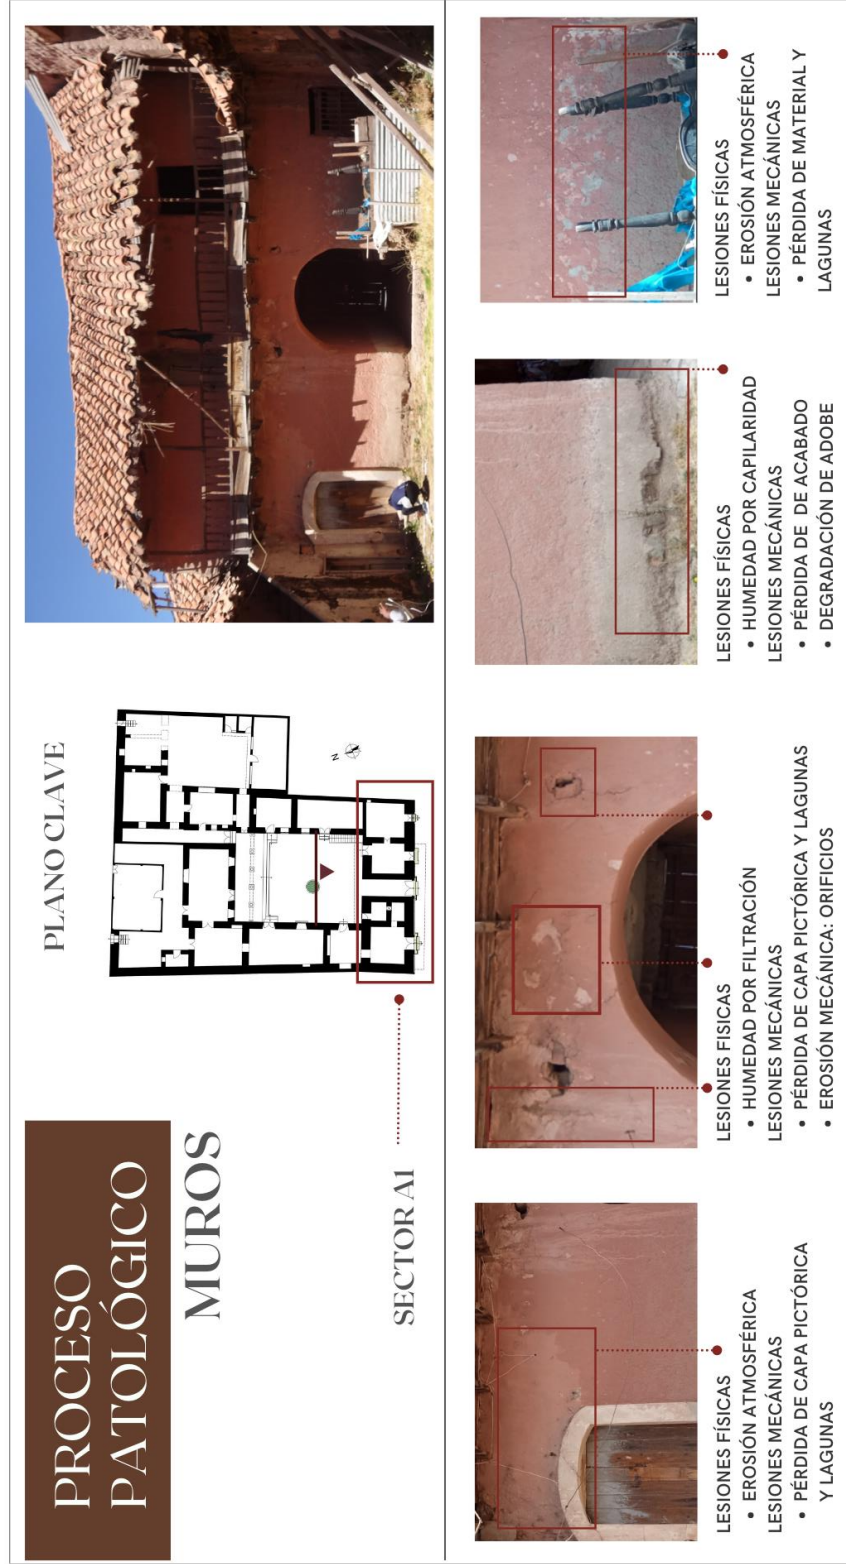 PROCESO
PATOLÓGICO
MUROS
PLANO CLAVE
N
SECTOR A1
LESIONES FÍSICAS
• EROSIÓN ATMOSFÉRICA
LESIONES MECÁNICAS
• PÉRDIDA DE CAPA PICTÓRICA
Y LAGUNAS
LESIONES FISICAS
• HUMEDAD POR FILTRACIÓN
LESIONES MECÁNICAS
• PÉRDIDA DE CAPA PICTÓRICA Y LAGUNAS
• EROSIÓN MECÁNICA: ORIFICIOS
LESIONES FÍSICAS
• HUMEDAD POR CAPILARIDAD
LESIONES MECÁNICAS
• PÉRDIDA DE DE ACABADO
• DEGRADACIÓN DE ADOBE
LESIONES FÍSICAS
• EROSIÓN ATMOSFÉRICA
LESIONES MECÁNICAS
• PÉRDIDA DE MATERIAL Y
LAGUNAS